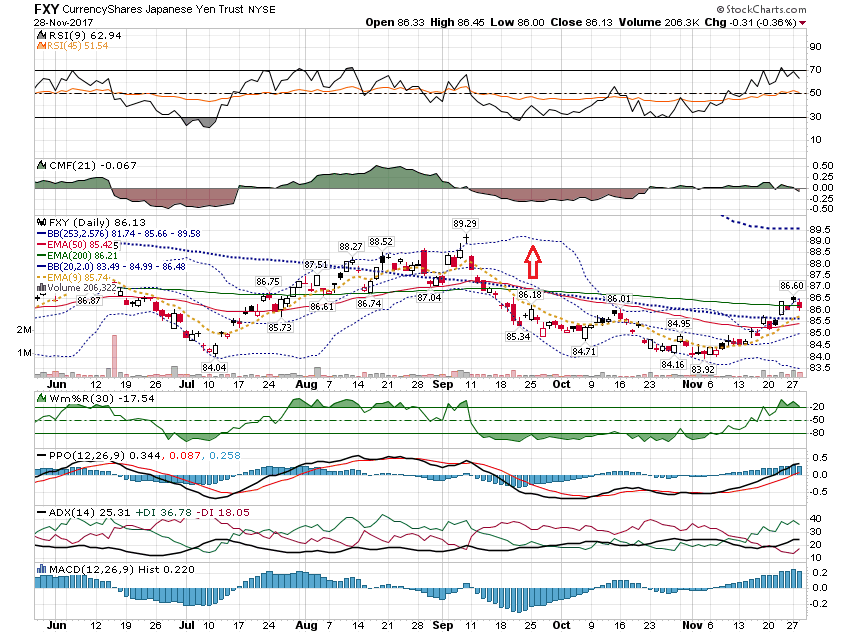 FXY CurrencyShares Japanese Yen Trust NYSE © StockCharts.com
28-Nov-2017 Open 86.33 High 86.45 Low 86.00 Close 86.13 Volume 206.3K Chg -0.31 (-0.36%)
RSI(9) 62.94
RSI(45) 51.54
90
70
50
30
10
CMF(21) -0.067
0.50
0.25
0.00
-0.25
-0.50
FXY (Daily) 86.13
BB(253,2.576) 81.74 - 85.66 - 89.58
EMA(50) 85.425
EMA(200) 86.21
BB(20,2.0) 83.49 - 84.99 - 86.48
EMA(9) 85.74
Volume 206,322
89.5
89.0
88.5
88.0
87.5
87.0
86.5
86.0
85.5
85.0
84.5
84.0
83.5
2M
1M
86.87
84.04
86.75
85.73
87.51
86.61
88.27
86.74
88.52
87.04
89.29
85.34
86.18
84.71
86.01
84.16
84.95
83.92
86.60
Jun 12 19 26 Jul 10 17 24 Aug 7 14 21 28 Sep 11 18 25 Oct 9 16 23 Nov 6 13 20 27
Wm%R(30) -17.54
-20
-50
-80
PPO(12,26,9) 0.344, 0.087, 0.258
0.5
0.0
-0.5
ADX(14) 25.31 +DI 36.78 -DI 18.05
40
30
20
10
MACD(12,26,9) Hist 0.220
0.2
0.0
-0.2
Jun 12 19 26 Jul 10 17 24 Aug 7 14 21 28 Sep 11 18 25 Oct 9 16 23 Nov 6 13 20 27